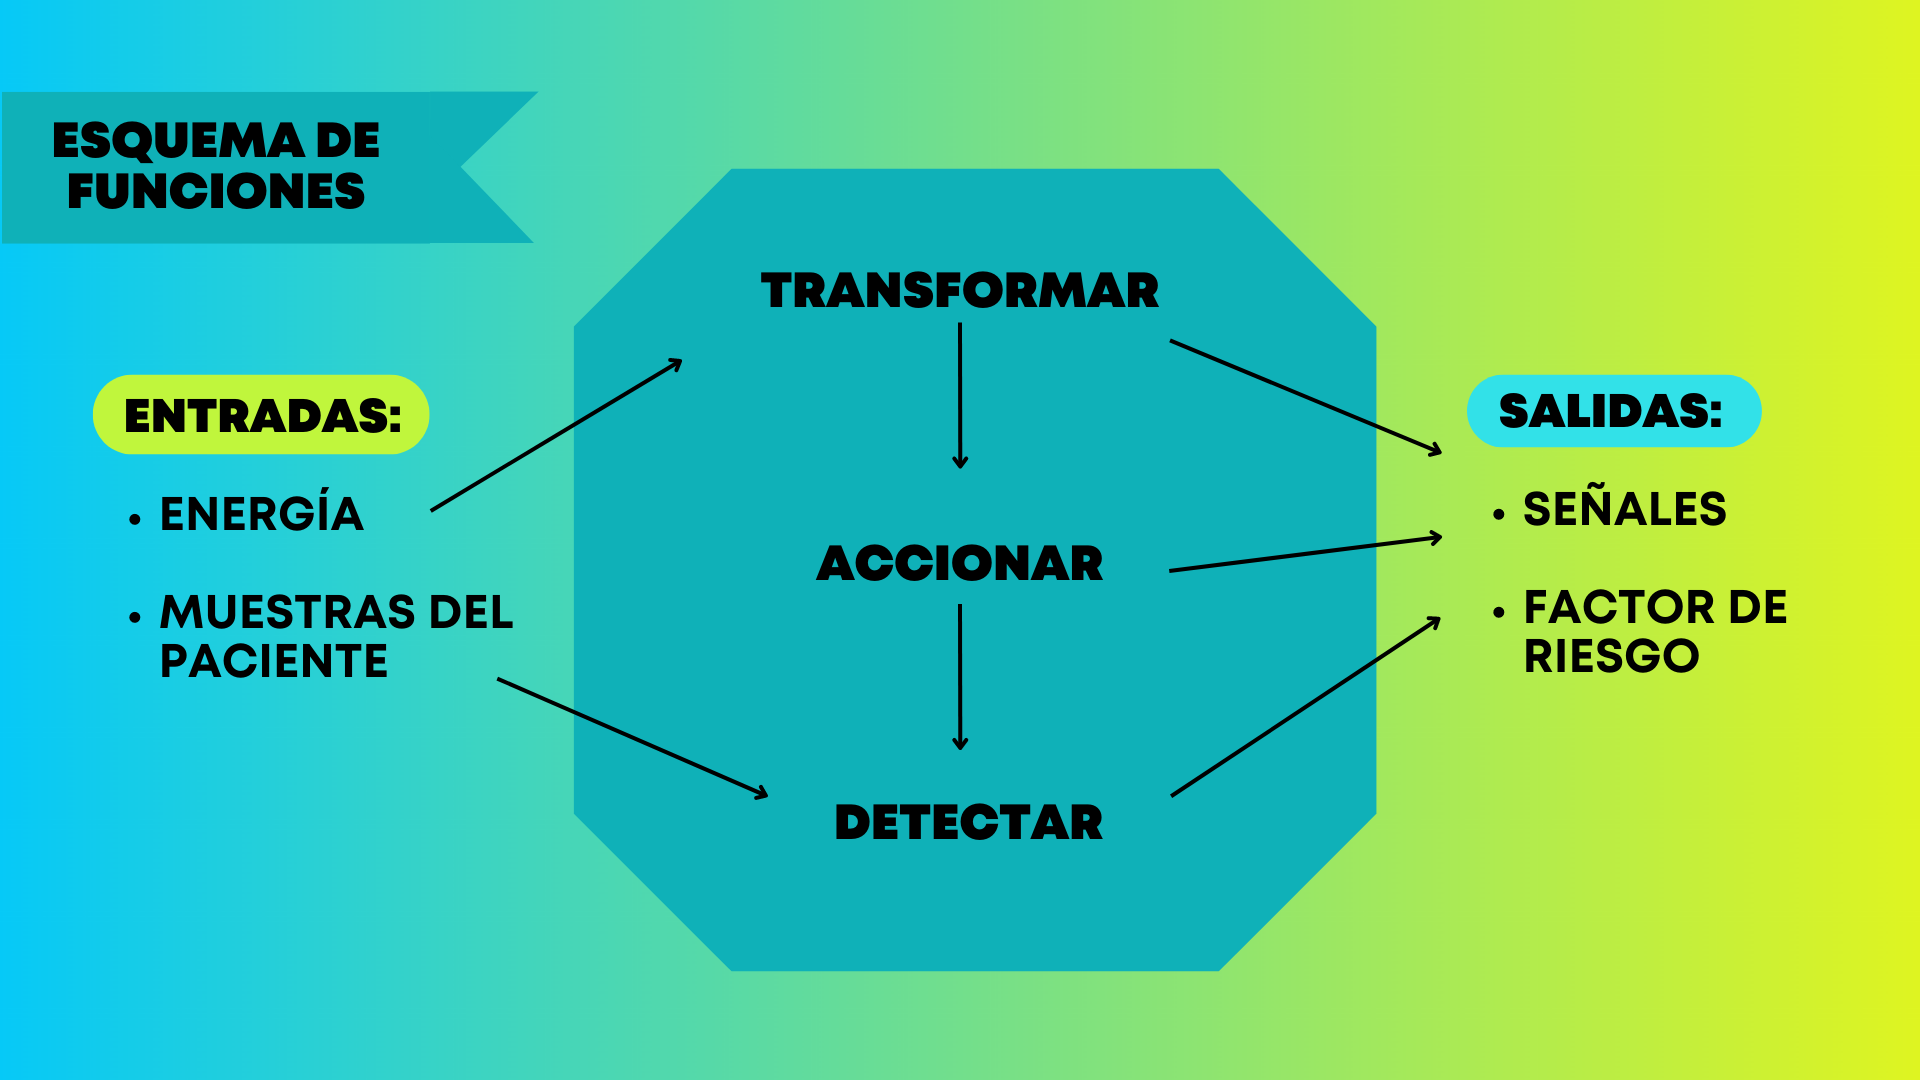 ESQUEMA DE
FUNCIONES
ENTRADAS:
• ENERGÍA
• MUESTRAS DEL
PACIENTE
TRANSFORMAR
ACCIONAR
DETECTAR
SALIDAS:
• SEÑALES
• FACTOR DE
RIESGO